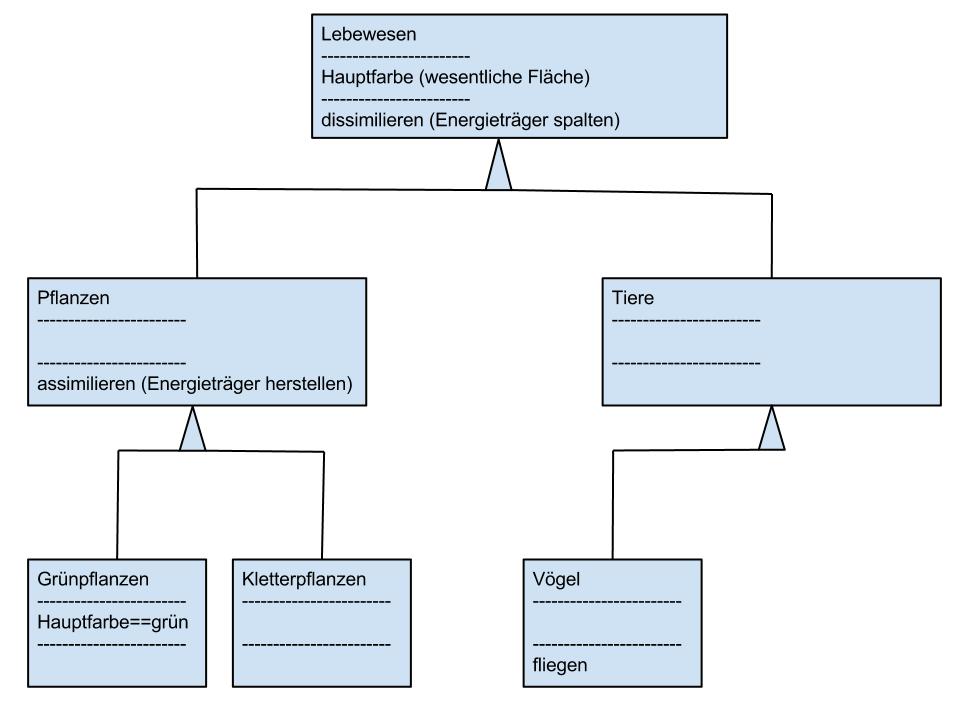 Lebewesen
------------------------
Hauptfarbe (wesentliche Fläche)
------------------------
dissimilieren (Energieträger spalten)
Pflanzen
------------------------
------------------------
assimilieren (Energieträger herstellen)
Tiere
------------------------
------------------------
Grünpflanzen
------------------------
Hauptfarbe==grün
------------------------
Kletterpflanzen
------------------------
------------------------
Vögel
------------------------
------------------------
fliegen